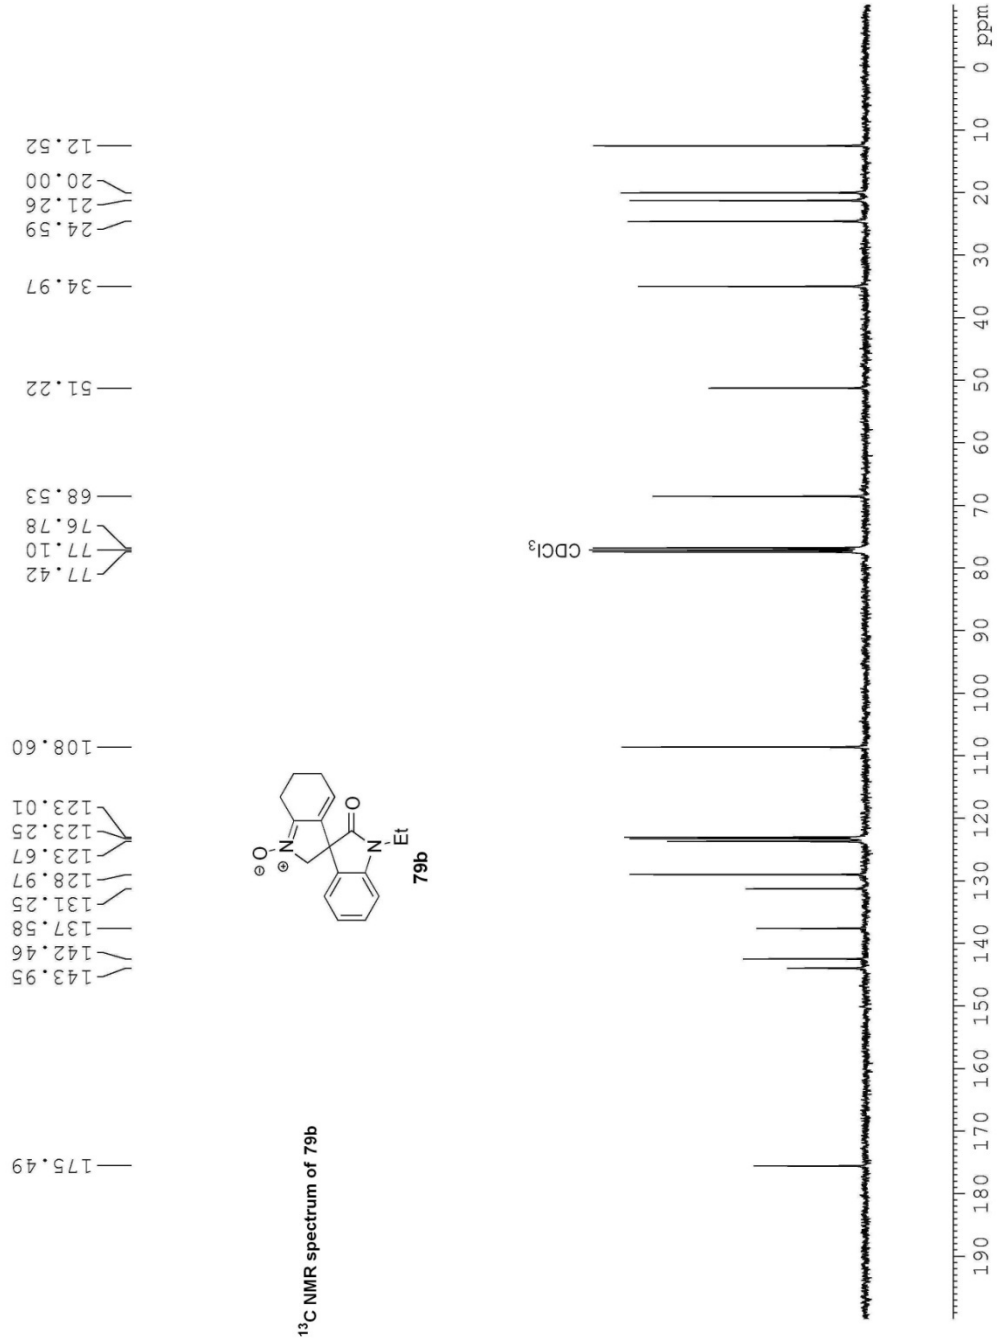 ¹³C NMR spectrum of 79b
175.49
143.95
142.46
137.58
131.25
128.97
123.67
123.25
123.01
108.60
77.42
77.10
76.78
68.53
51.22
34.97
24.59
21.26
20.00
12.52
⊖
O
N
⊕
O
N
Et
79b
CDCl₃
190 180 170 160 150 140 130 120 110 100 90 80 70 60 50 40 30 20 10 0 ppm